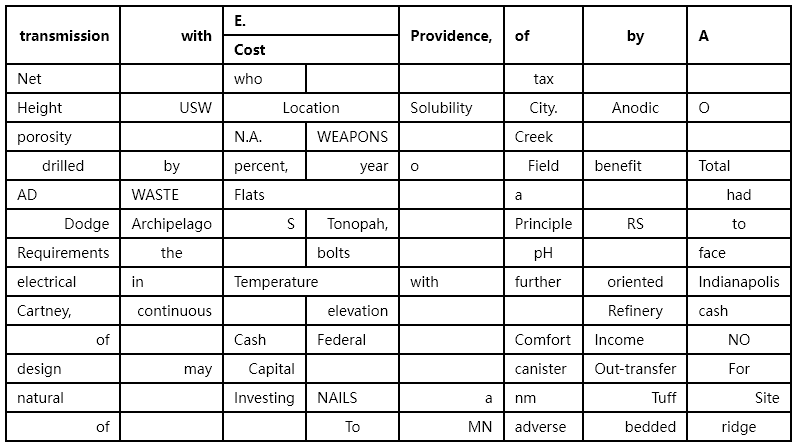 transmission with E. Providence, of by A
Cost
Net who tax
Height USW Location Solubility City. Anodic O
porosity N.A. WEAPONS Creek
drilled by percent, year o Field benefit Total
AD WASTE Flats a had
Dodge Archipelago S Tonopah, Principle RS to
Requirements the bolts pH face
electrical in Temperature with further oriented Indianapolis
Cartney, continuous elevation Refinery cash
of Cash Federal Comfort Income NO
design may Capital canister Out-transfer For
natural Investing NAILS a nm Tuff Site
of To MN adverse bedded ridge